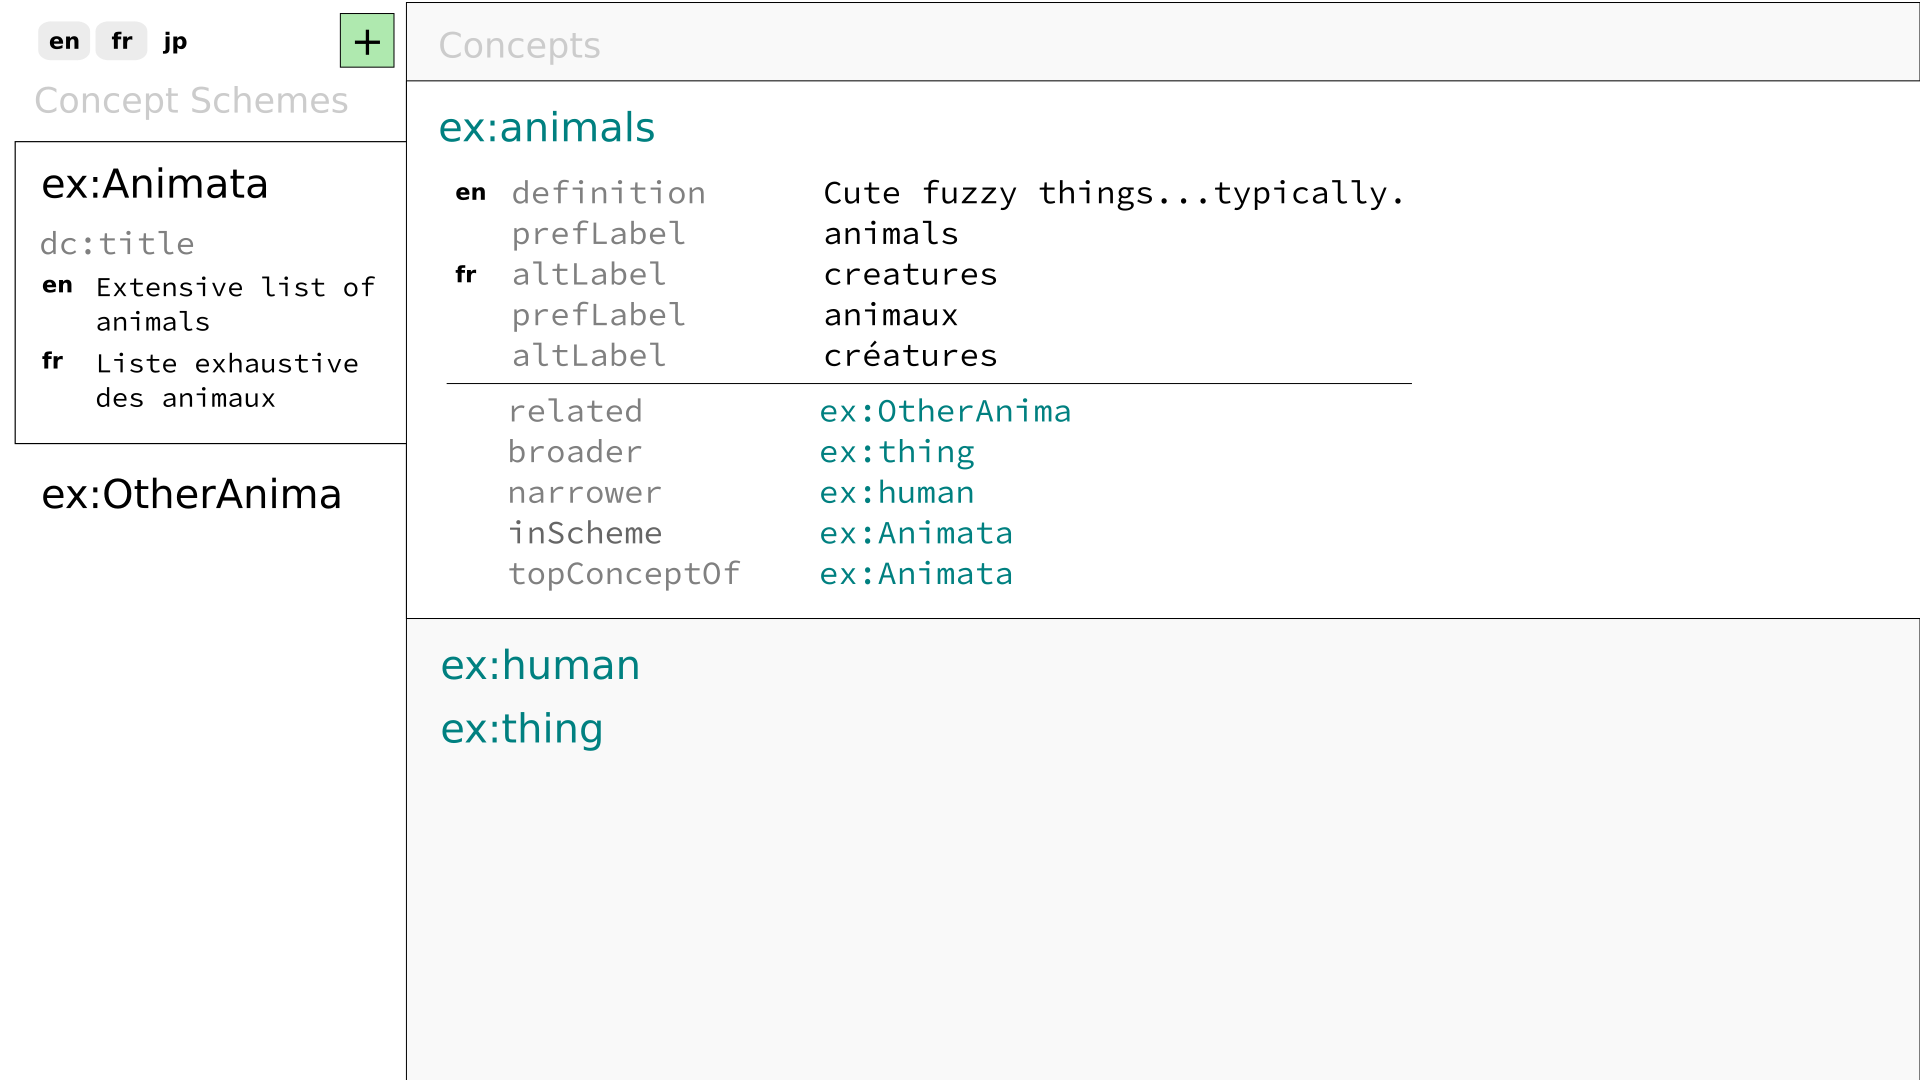 en fr jp +
Concept Schemes
ex:Animata
dc:title
en Extensive list of
animals
fr Liste exhaustive
des animaux
ex:OtherAnima
Concepts
ex:animals
en definition Cute fuzzy things...typically.
prefLabel animals
fr altLabel creatures
prefLabel animaux
altLabel créatures
related ex:OtherAnima
broader ex:thing
narrower ex:human
inScheme ex:Animata
topConceptOf ex:Animata
ex:human
ex:thing